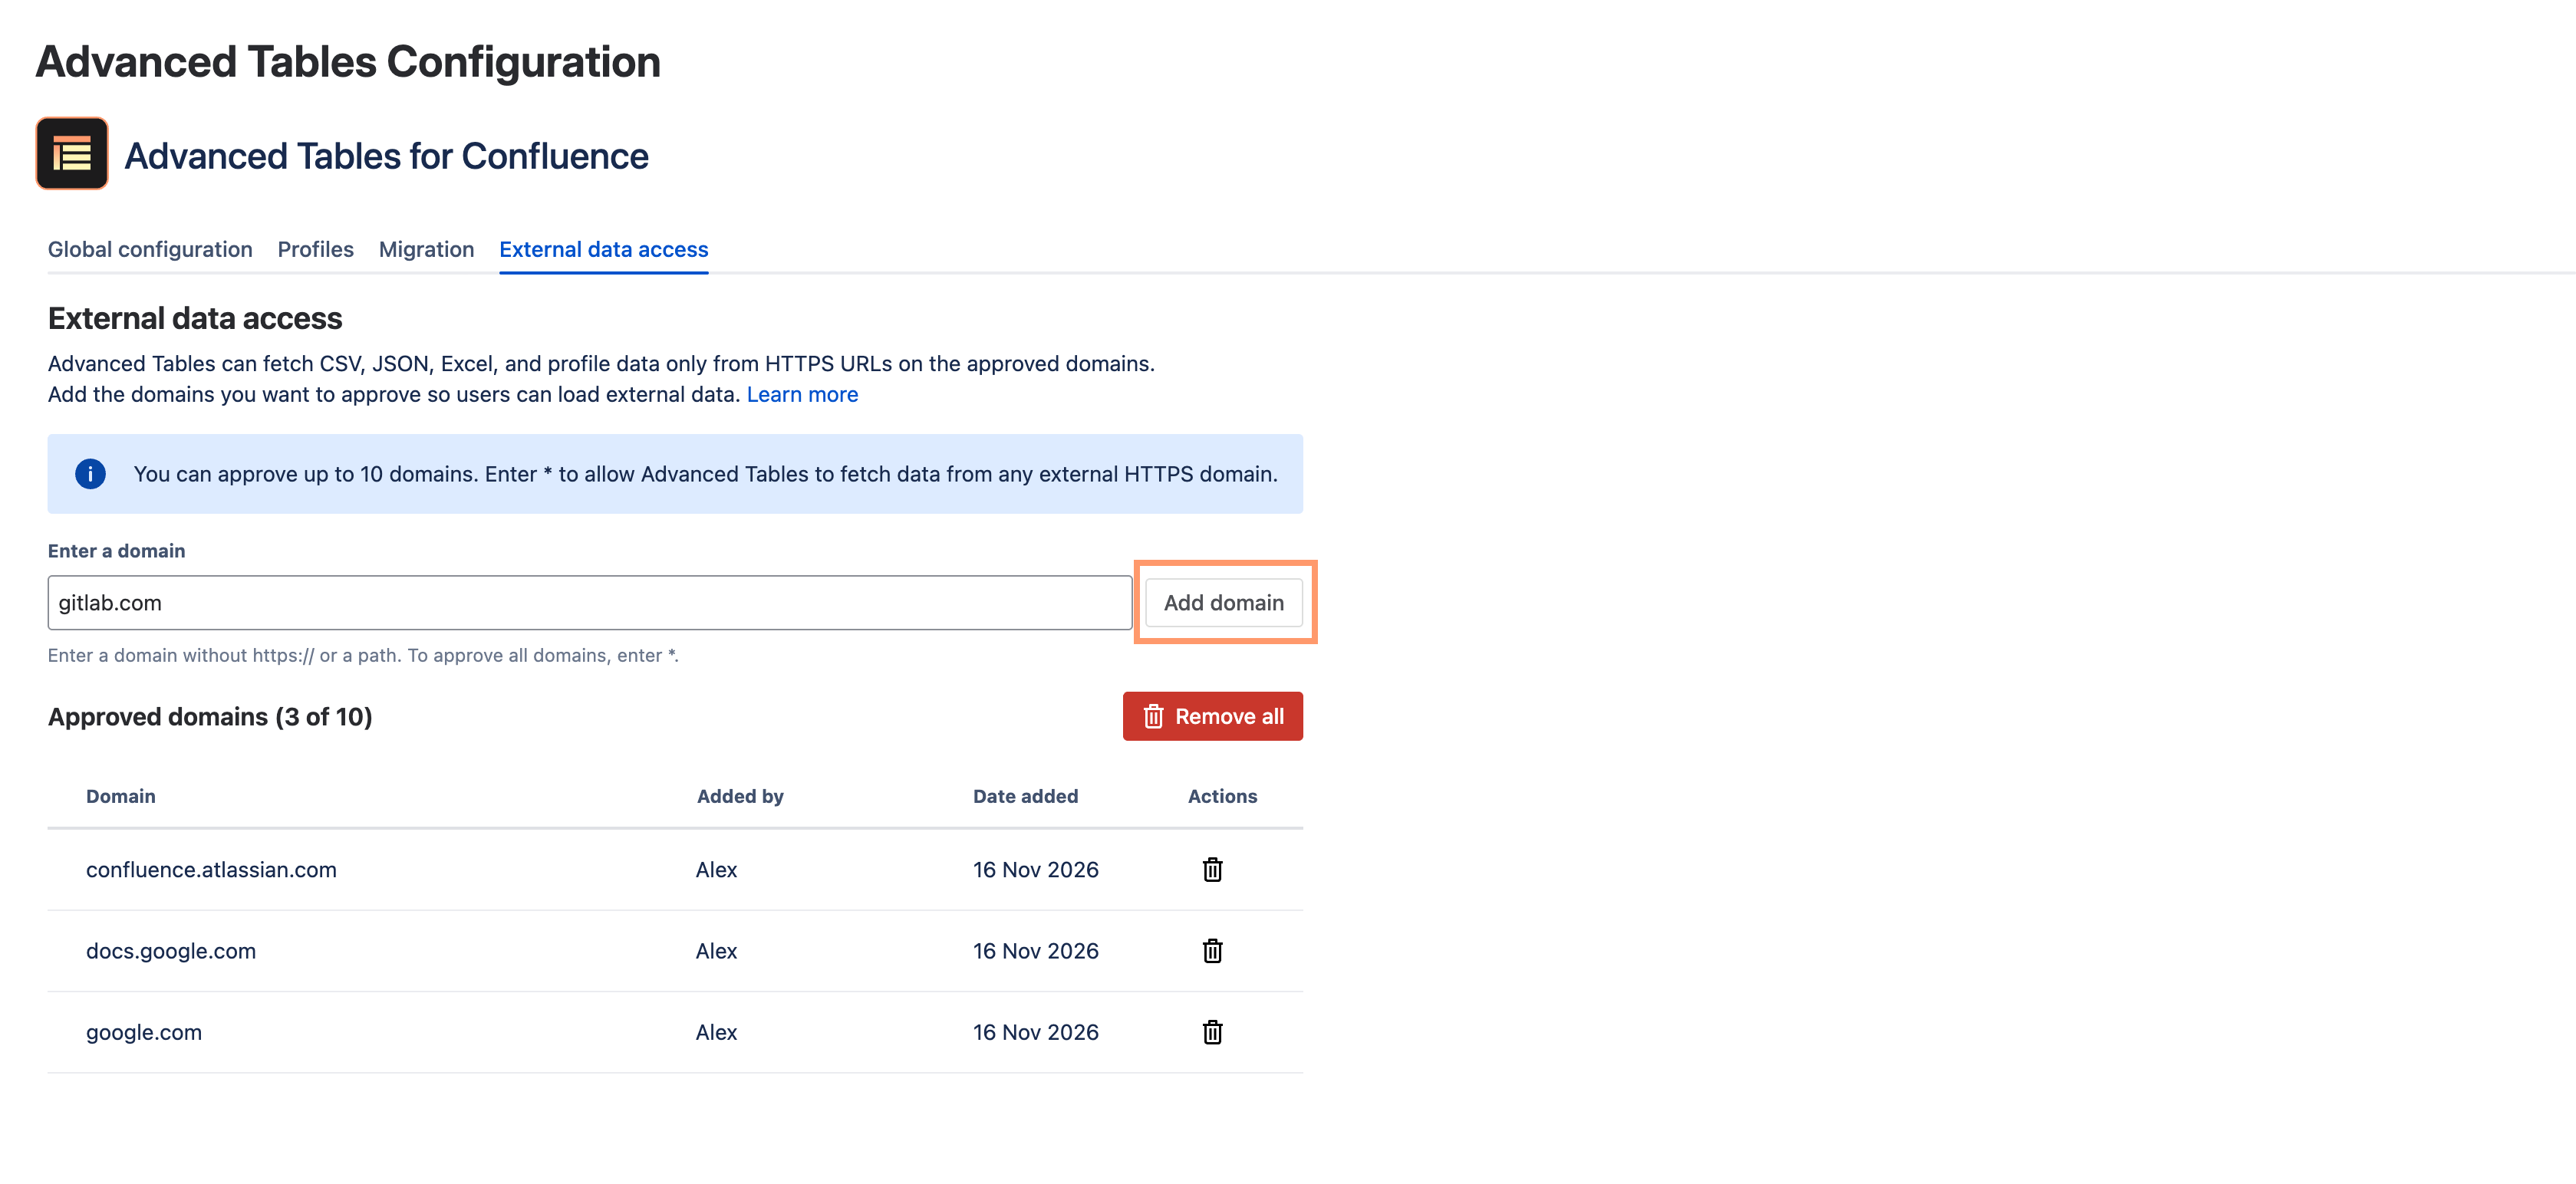 Advanced Tables Configuration
Advanced Tables for Confluence
Global configuration Profiles Migration External data access
External data access
Advanced Tables can fetch CSV, JSON, Excel, and profile data only from HTTPS URLs on the approved domains.
Add the domains you want to approve so users can load external data. Learn more
You can approve up to 10 domains. Enter * to allow Advanced Tables to fetch data from any external HTTPS domain.
Enter a domain
gitlab.com Add domain
Enter a domain without https:// or a path. To approve all domains, enter *.
Approved domains (3 of 10) Remove all
Domain Added by Date added Actions
confluence.atlassian.com Alex 16 Nov 2026
docs.google.com Alex 16 Nov 2026
google.com Alex 16 Nov 2026